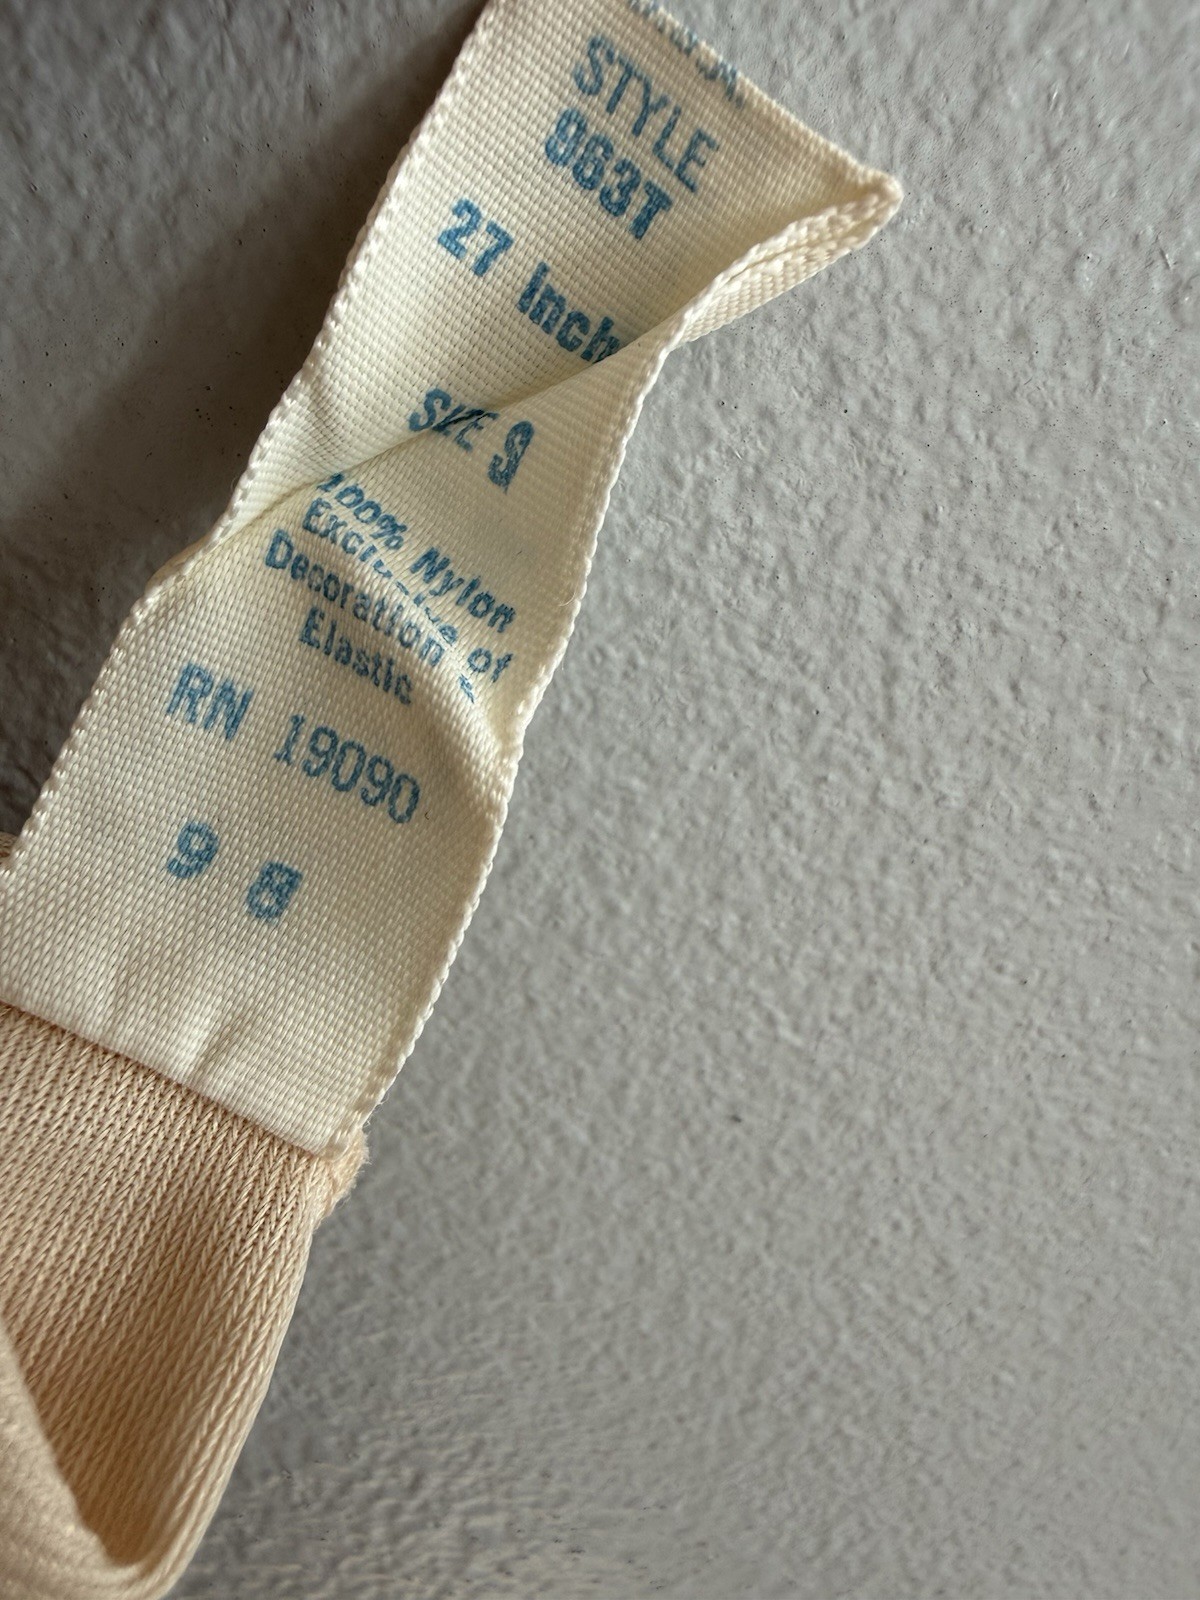 STYLE
963T
27 Inch
SIZE S
100% Nylon
Exclusive of
Decoration &
Elastic
RN 19090
9 8